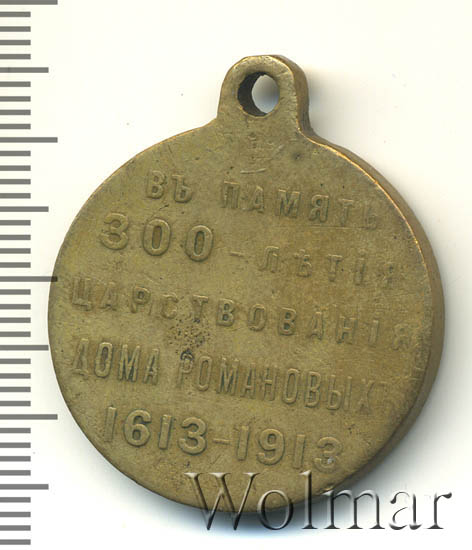 ВЪ ПАМЯТЬ
300-ЛѢТІЯ
ЦАРСТВОВАНІЯ
ДОМА РОМАНОВЫХЪ
1613-1913
Wolmar